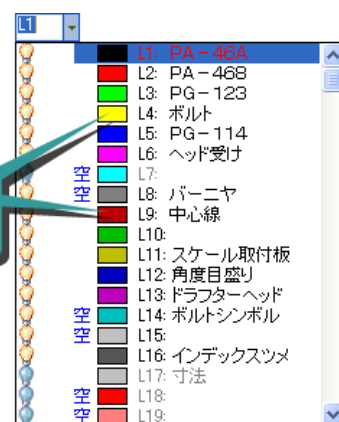 L1
L1: PA－46A
L2: PA－468
L3: PG－123
L4: ボルト
L5: PG－114
L6: ヘッド受け
空 L7:
空 L8: バーニヤ
L9: 中心線
L10:
L11: スケール取付板
L12: 角度目盛り
L13: ドラフターヘッド
空 L14: ボルトシンボル
空 L15:
L16: インデックスツメ
L17: 寸法
空 L18:
空 L19: